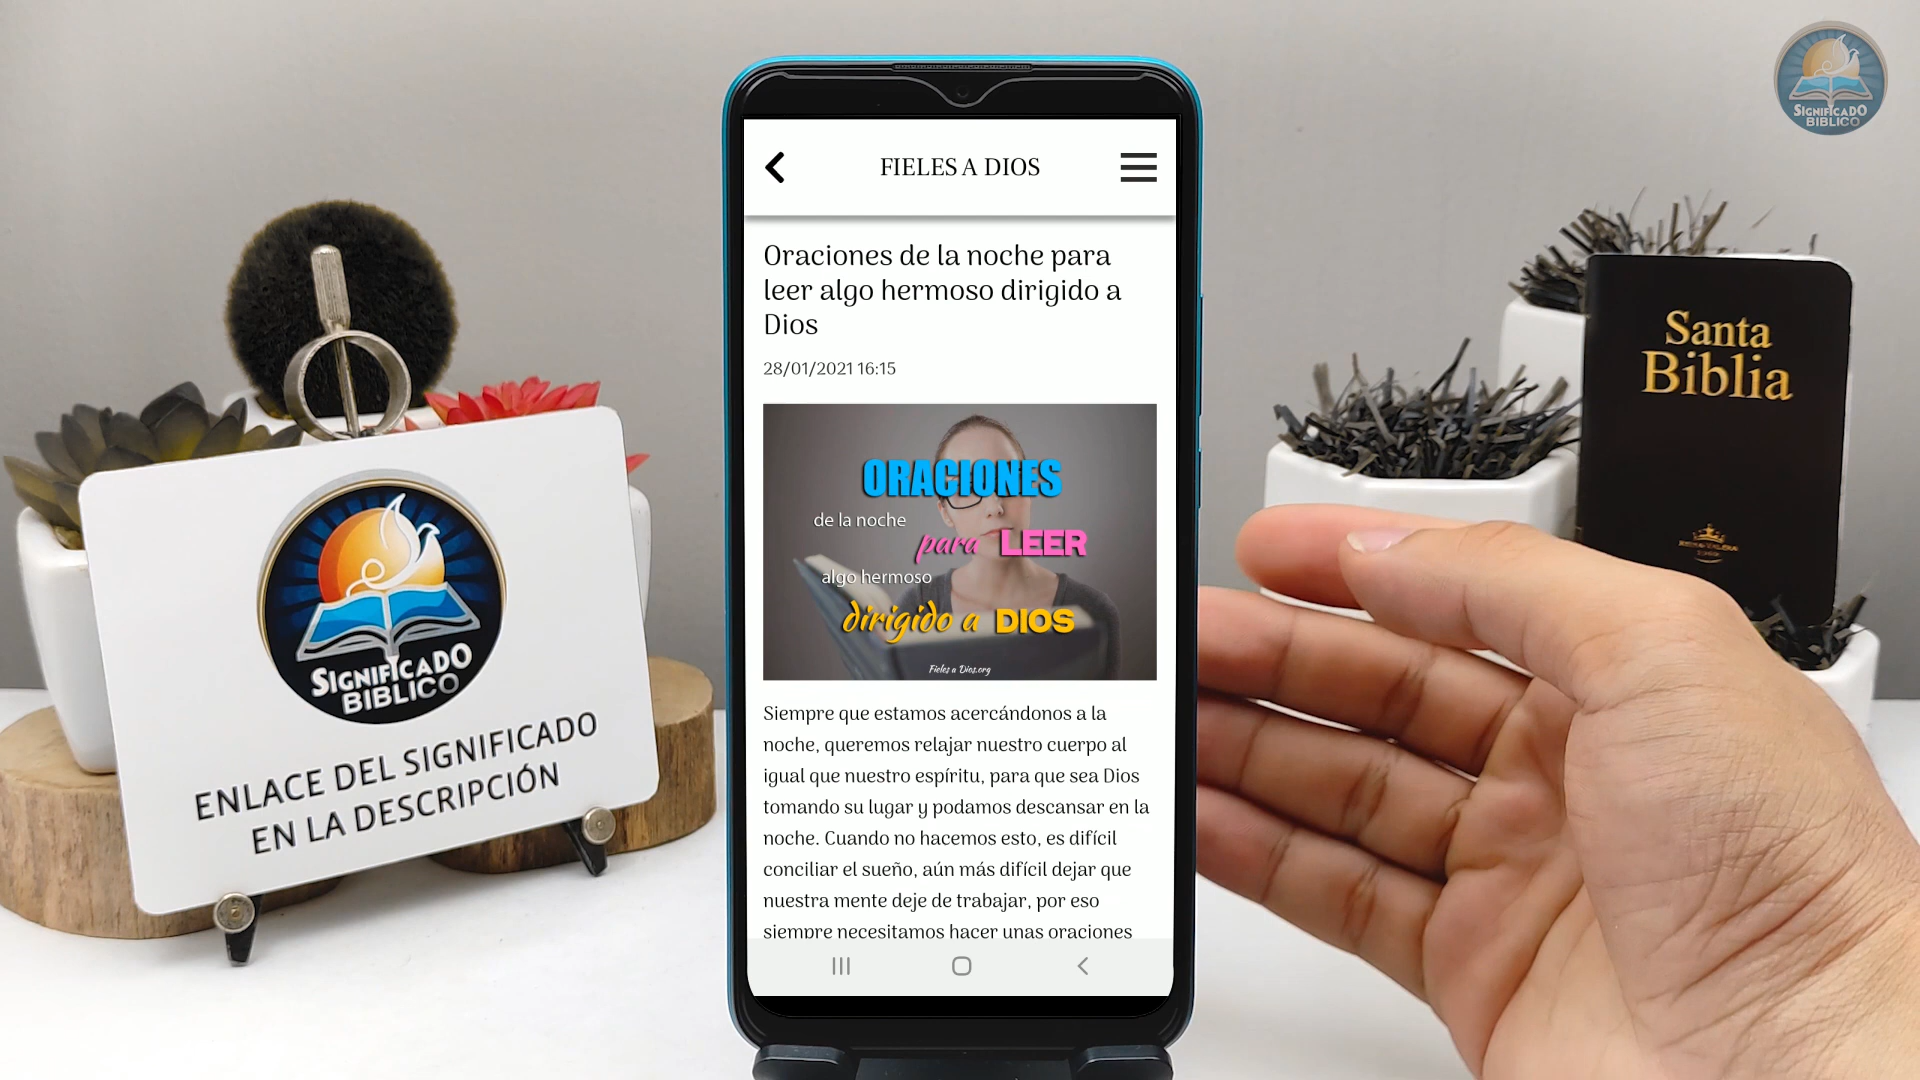 SIGNIFICADO
BIBLICO
FIELES A DIOS
Oraciones de la noche para
leer algo hermoso dirigido a
Dios
28/01/2021 16:15
ORACIONES
de la noche
para LEER
algo hermoso
dirigido a DIOS
Fieles a Dios.org
Siempre que estamos acercándonos a la
noche, queremos relajar nuestro cuerpo al
igual que nuestro espíritu, para que sea Dios
tomando su lugar y podamos descansar en la
noche. Cuando no hacemos esto, es difícil
conciliar el sueño, aún más difícil dejar que
nuestra mente deje de trabajar, por eso
siempre necesitamos hacer unas oraciones
SIGNIFICADO
BIBLICO
ENLACE DEL SIGNIFICADO
EN LA DESCRIPCIÓN
Santa
Biblia